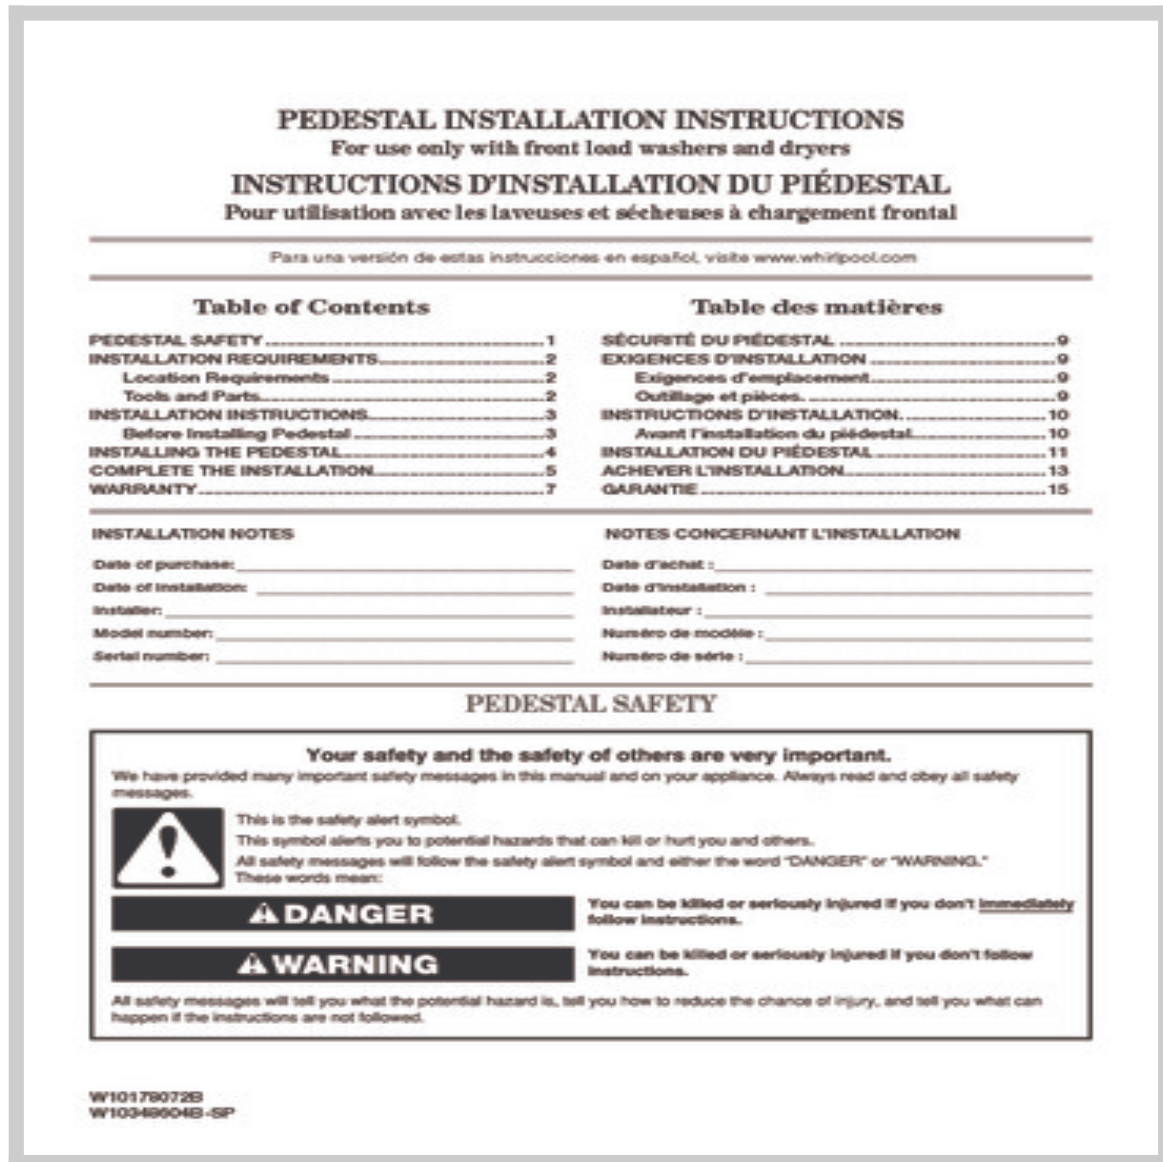 PEDESTAL INSTALLATION INSTRUCTIONS
For use only with front load washers and dryers
INSTRUCTIONS D'INSTALLATION DU PIÉDESTAL
Pour utilisation avec les laveuses et sécheuses à chargement frontal
Para una versión de estas instrucciones en español, visite www.whirlpool.com
Table of Contents
PEDESTAL SAFETY 1
INSTALLATION REQUIREMENTS 2
Location Requirements 2
Tools and Parts 2
INSTALLATION INSTRUCTIONS 3
Before Installing Pedestal 3
INSTALLING THE PEDESTAL 4
COMPLETE THE INSTALLATION 5
WARRANTY 7
Table des matières
SÉCURITÉ DU PIÉDESTAL 9
EXIGENCES D'INSTALLATION 9
Exigences d'emplacement 9
Outillage et pièces. 9
INSTRUCTIONS D'INSTALLATION. 10
Avant l'installation du piédestal 10
INSTALLATION DU PIÉDESTAL 11
ACHEVER L'INSTALLATION 13
GARANTIE 15
INSTALLATION NOTES
Date of purchase:
Date of installation:
Installer:
Model number:
Serial number:
NOTES CONCERNANT L'INSTALLATION
Date d'achat :
Date d'installation :
Installateur :
Numéro de modèle :
Numéro de série :
PEDESTAL SAFETY
Your safety and the safety of others are very important.
We have provided many important safety messages in this manual and on your appliance. Always read and obey all safety
messages.
This is the safety alert symbol.
This symbol alerts you to potential hazards that can kill or hurt you and others.
All safety messages will follow the safety alert symbol and either the word "DANGER" or "WARNING."
These words mean:
DANGER
You can be killed or seriously injured if you don't immediately
follow instructions.
WARNING
You can be killed or seriously injured if you don't follow
instructions.
All safety messages will tell you what the potential hazard is, tell you how to reduce the chance of injury, and tell you what can
happen if the instructions are not followed.